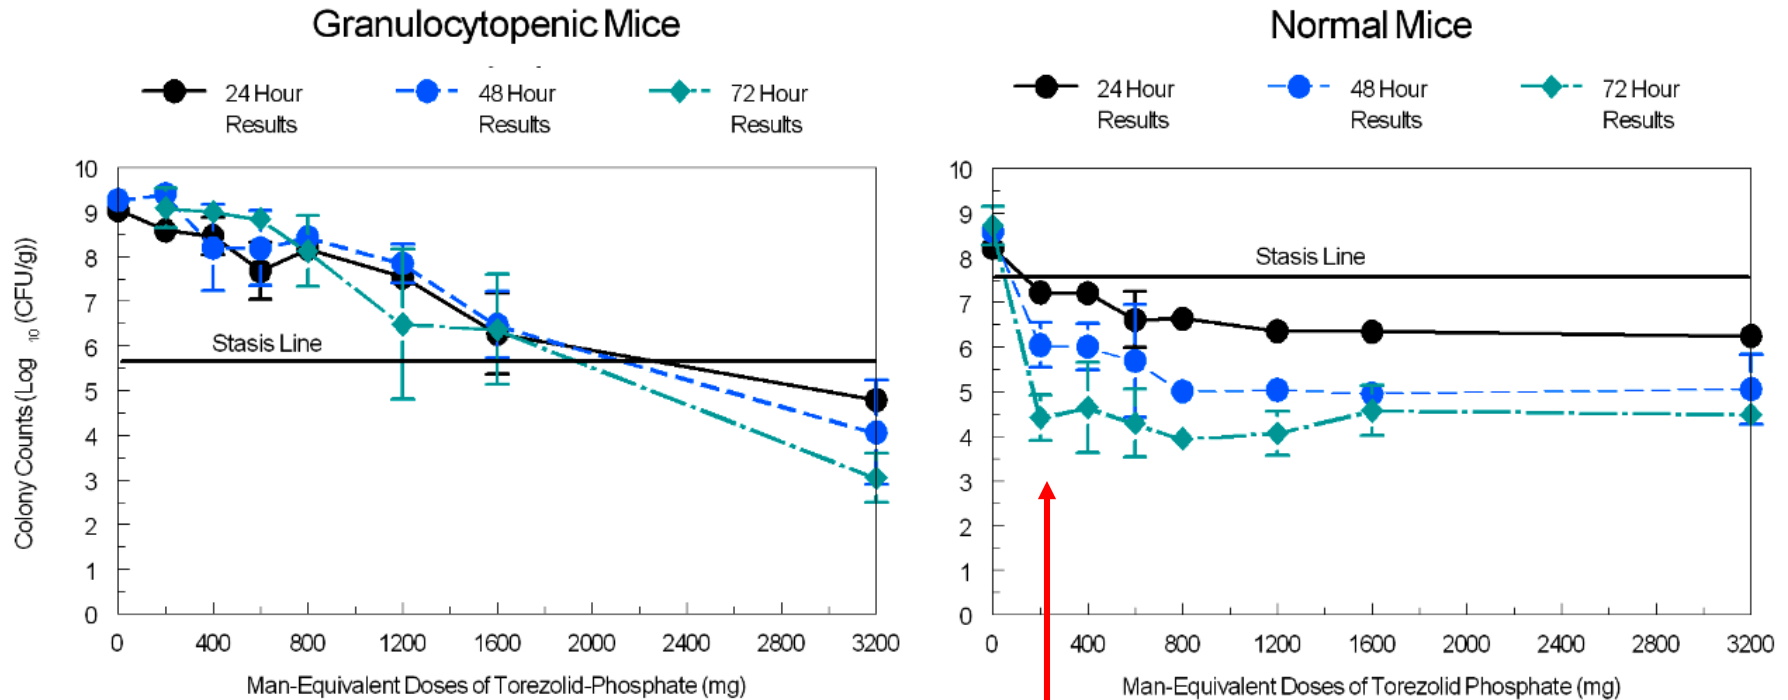 Granulocytopenic Mice
24 Hour Results
48 Hour Results
72 Hour Results
10
9
8
7
6
5
4
3
2
1
0
Stasis Line
Colony Counts (Log 10 (CFU/g))
0 400 800 1200 1600 2000 2400 2800 3200
Man-Equivalent Doses of Torezolid-Phosphate (mg)
Normal Mice
24 Hour Results
48 Hour Results
72 Hour Results
10
9
8
7
6
5
4
3
2
1
0
Stasis Line
0 400 800 1200 1600 2000 2400 2800 3200
Man-Equivalent Doses of Torezolid Phosphate (mg)